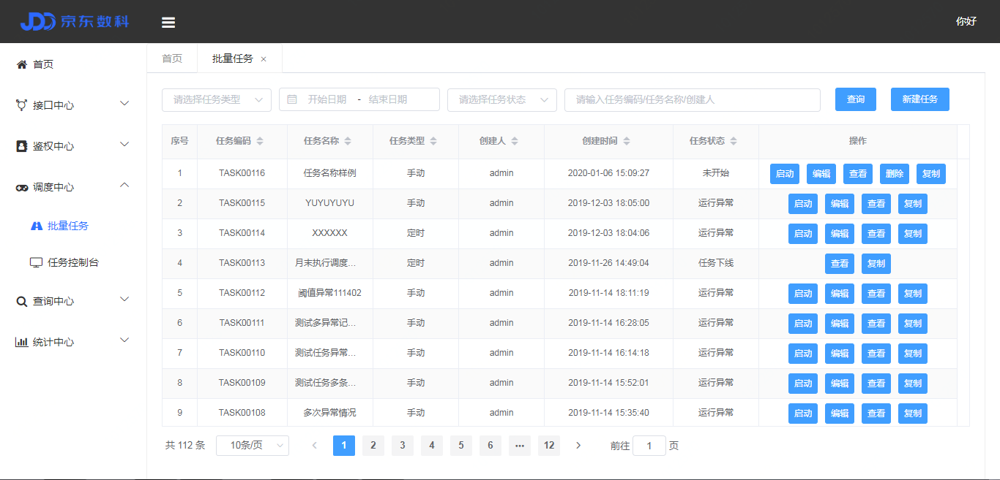 JDD 京东数科
你好
首页
接口中心
鉴权中心
调度中心
批量任务
任务控制台
查询中心
统计中心
首页 批量任务 ×
请选择任务类型 开始日期 - 结束日期 请选择任务状态 请输入任务编码/任务名称/创建人 查询 新建任务
序号 任务编码 任务名称 任务类型 创建人 创建时间 任务状态 操作
1 TASK00116 任务名称样例 手动 admin 2020-01-06 15:09:27 未开始 启动 编辑 查看 删除 复制
2 TASK00115 YUYUYUYU 手动 admin 2019-12-03 18:05:00 运行异常 启动 编辑 查看 复制
3 TASK00114 XXXXXX 定时 admin 2019-12-03 18:04:06 运行异常 启动 编辑 查看 复制
4 TASK00113 月末执行调度... 定时 admin 2019-11-26 14:49:04 任务下线 查看 复制
5 TASK00112 阈值异常111402 手动 admin 2019-11-14 18:11:19 运行异常 启动 编辑 查看 复制
6 TASK00111 测试多异常记... 手动 admin 2019-11-14 16:28:05 运行异常 启动 编辑 查看 复制
7 TASK00110 测试任务异常... 手动 admin 2019-11-14 16:14:18 运行异常 启动 编辑 查看 复制
8 TASK00109 测试任务多条... 手动 admin 2019-11-14 15:52:01 运行异常 启动 编辑 查看 复制
9 TASK00108 多次异常情况 手动 admin 2019-11-14 15:35:40 运行异常 启动 编辑 查看 复制
共 112 条 10条/页 < 1 2 3 4 5 6 ... 12 > 前往 1 页